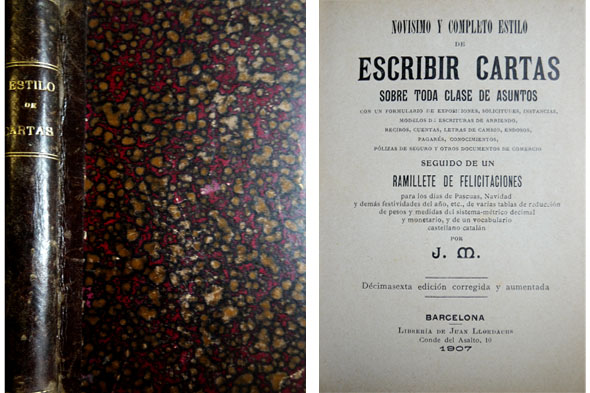 ESTILO
DE
CARTAS
NOVISIMO Y COMPLETO ESTILO
DE
ESCRIBIR CARTAS
SOBRE TODA CLASE DE ASUNTOS
CON UN FORMULARIO DE EXPOSICIONES, SOLICITUDES, INSTANCIAS,
MODELOS DE ESCRITURAS DE ARRIENDO,
RECIBOS, CUENTAS, LETRAS DE CAMBIO, ENDOSOS,
PAGARÉS, CONOCIMIENTOS,
PÓLIZAS DE SEGURO Y OTROS DOCUMENTOS DE COMERCIO
SEGUIDO DE UN
RAMILLETE DE FELICITACIONES
para los días de Pascuas, Navidad
y demás festividades del año, etc., de varias tablas de reducción
de pesos y medidas del sistema-métrico decimal
y monetario, y de un vocabulario
castellano catalán
POR
J. M.
Décimasexta edición corregida y aumentada
BARCELONA
LIBRERÍA DE JUAN LLORDACHS
Conde del Asalto, 10
1907